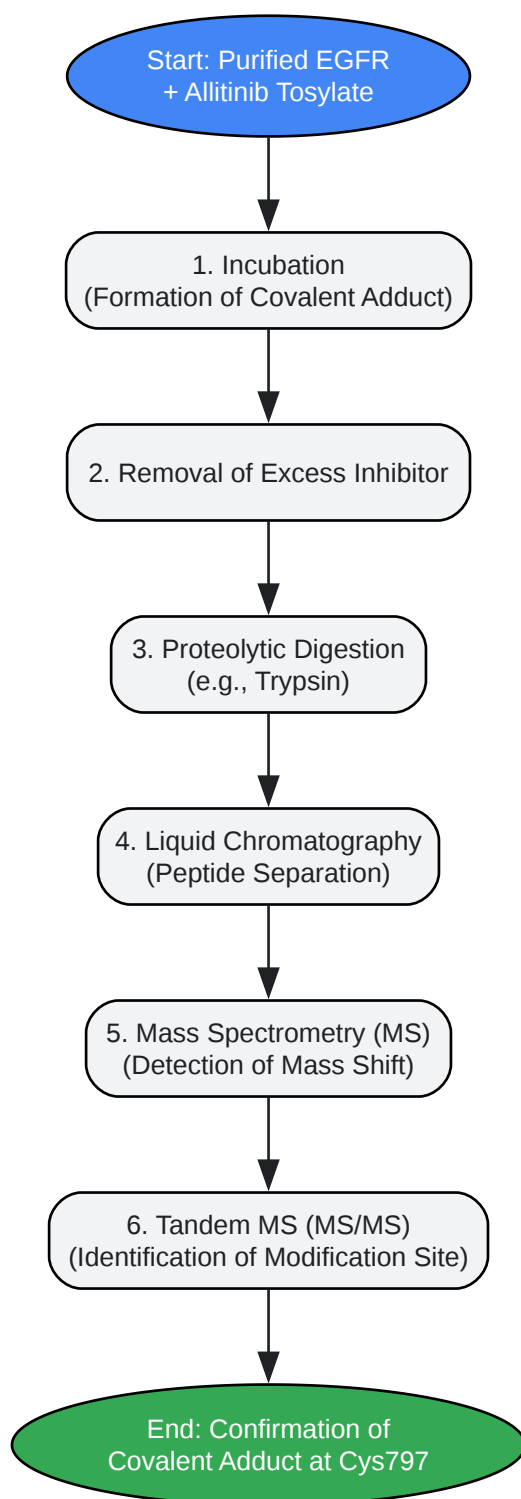 Start: Purified EGFR
+ Allitinib Tosylate
1. Incubation
(Formation of Covalent Adduct)
2. Removal of Excess Inhibitor
3. Proteolytic Digestion
(e.g., Trypsin)
4. Liquid Chromatography
(Peptide Separation)
5. Mass Spectrometry (MS)
(Detection of Mass Shift)
6. Tandem MS (MS/MS)
(Identification of Modification Site)
End: Confirmation of
Covalent Adduct at Cys797